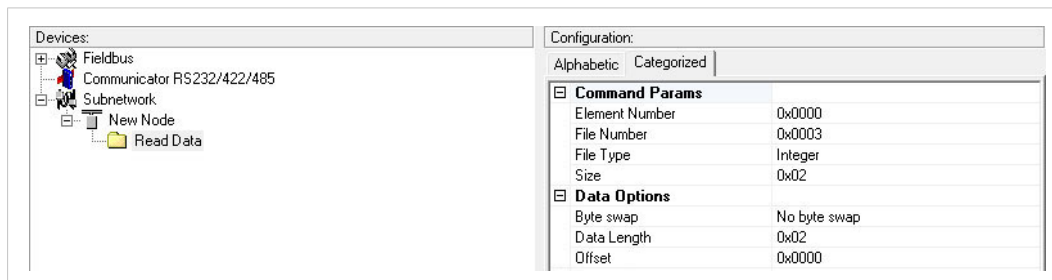 Devices:
Fieldbus
Communicator RS232/422/485
Subnetwork
New Node
Read Data
Configuration:
Alphabetic Categorized
Command Params
Element Number 0x0000
File Number 0x0003
File Type Integer
Size 0x02
Data Options
Byte swap No byte swap
Data Length 0x02
Offset 0x0000